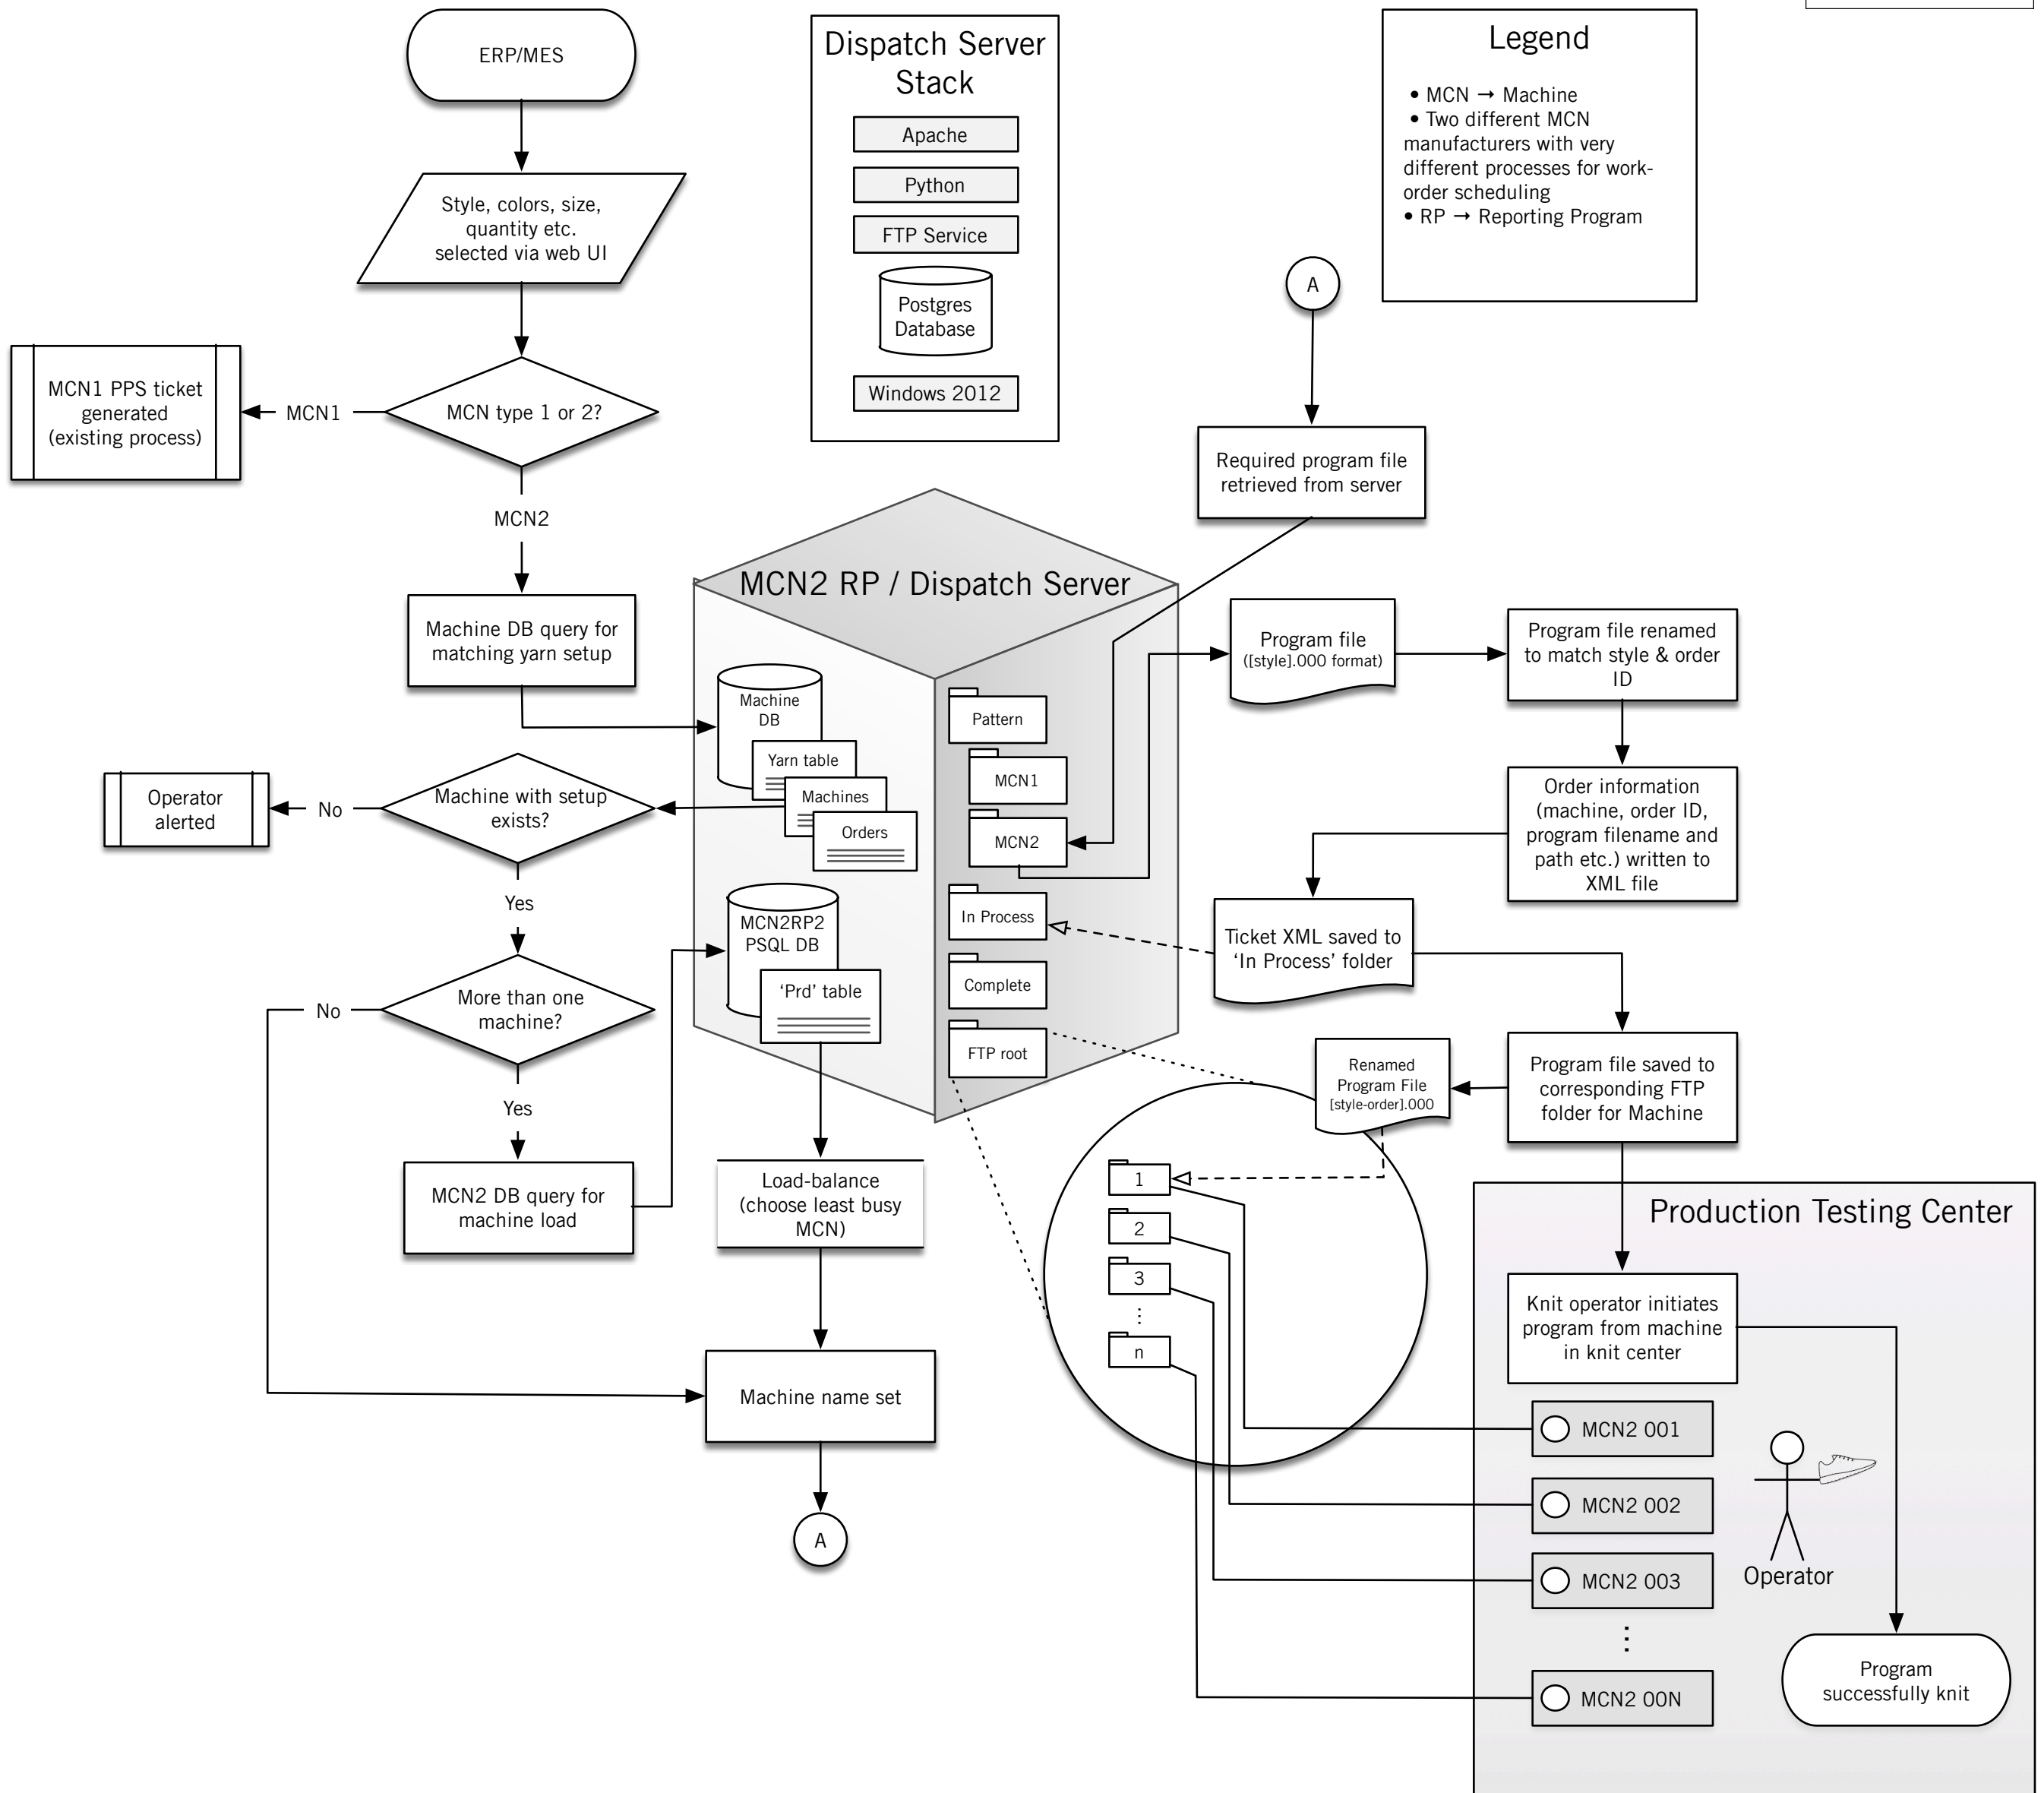 ERP/MES
Style, colors, size,
quantity etc.
selected via web UI
MCN type 1 or 2?
MCN1
MCN1 PPS ticket
generated
(existing process)
MCN2
Machine DB query for
matching yarn setup
Machine with setup
exists?
No
Operator
alerted
Yes
More than one
machine?
No
Yes
MCN2 DB query for
machine load
Dispatch Server
Stack
Apache
Python
FTP Service
Postgres
Database
Windows 2012
Legend
• MCN → Machine
• Two different MCN
manufacturers with very
different processes for work-
order scheduling
• RP → Reporting Program
MCN2 RP / Dispatch Server
Machine
DB
Yarn table
Machines
Orders
MCN2RP2
PSQL DB
‘Prd’ table
Pattern
MCN1
MCN2
In Process
Complete
FTP root
Load-balance
(choose least busy
MCN)
Machine name set
A
A
Required program file
retrieved from server
Program file
([style].000 format)
Program file renamed
to match style & order
ID
Order information
(machine, order ID,
program filename and
path etc.) written to
XML file
Ticket XML saved to
‘In Process’ folder
Program file saved to
corresponding FTP
folder for Machine
Renamed
Program File
[style-order].000
1
2
3
⋮
n
Production Testing Center
Knit operator initiates
program from machine
in knit center
MCN2 001
MCN2 002
MCN2 003
⋮
MCN2 00N
Operator
Program
successfully knit